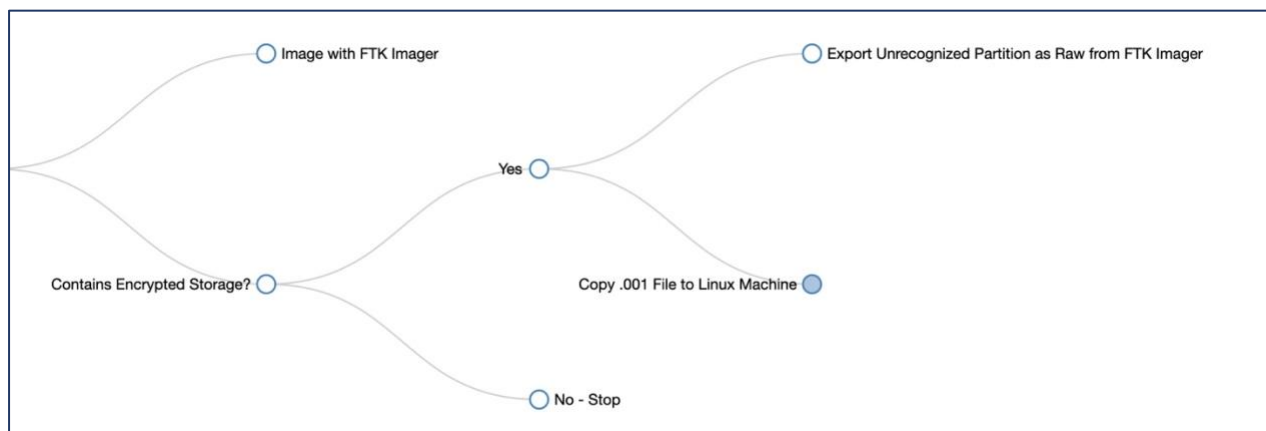 Image with FTK Imager
Export Unrecognized Partition as Raw from FTK Imager
Yes
Contains Encrypted Storage?
Copy .001 File to Linux Machine
No - Stop